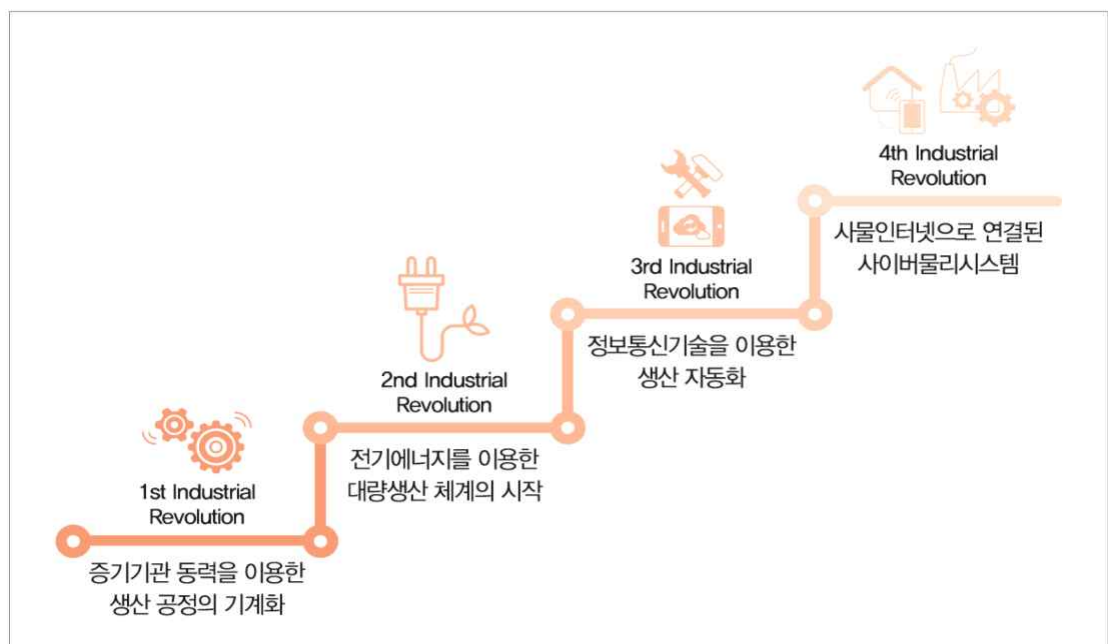 1st Industrial
Revolution
증기기관 동력을 이용한
생산 공정의 기계화
2nd Industrial
Revolution
전기에너지를 이용한
대량생산 체계의 시작
3rd Industrial
Revolution
정보통신기술을 이용한
생산 자동화
4th Industrial
Revolution
사물인터넷으로 연결된
사이버물리시스템